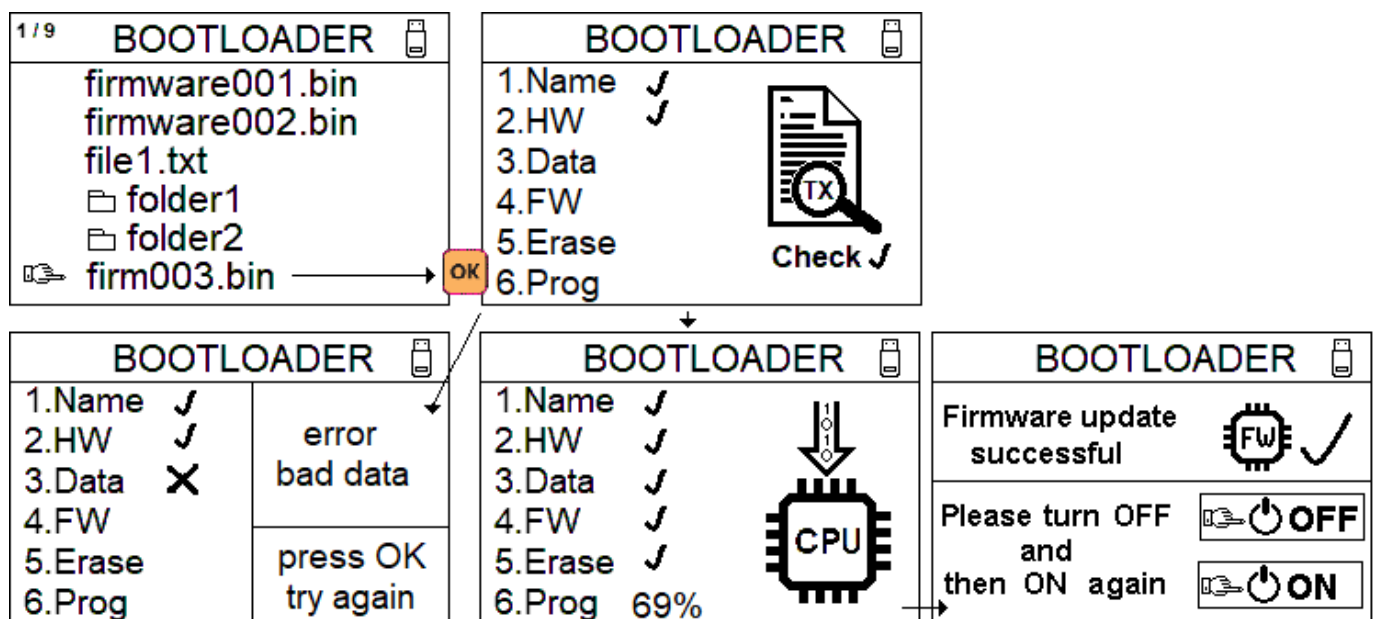 1/9 BOOTLOADER
firmware001.bin
firmware002.bin
file1.txt
folder1
folder2
firm003.bin
OK
BOOTLOADER
1.Name
2.HW
3.Data
4.FW
5.Erase
6.Prog
TX
Check
BOOTLOADER
1.Name
2.HW
3.Data
4.FW
5.Erase
6.Prog
error
bad data
press OK
try again
BOOTLOADER
1.Name
2.HW
3.Data
4.FW
5.Erase
6.Prog 69%
1
0
1
0
CPU
BOOTLOADER
Firmware update
successful
FW
Please turn OFF
and
then ON again
OFF
ON